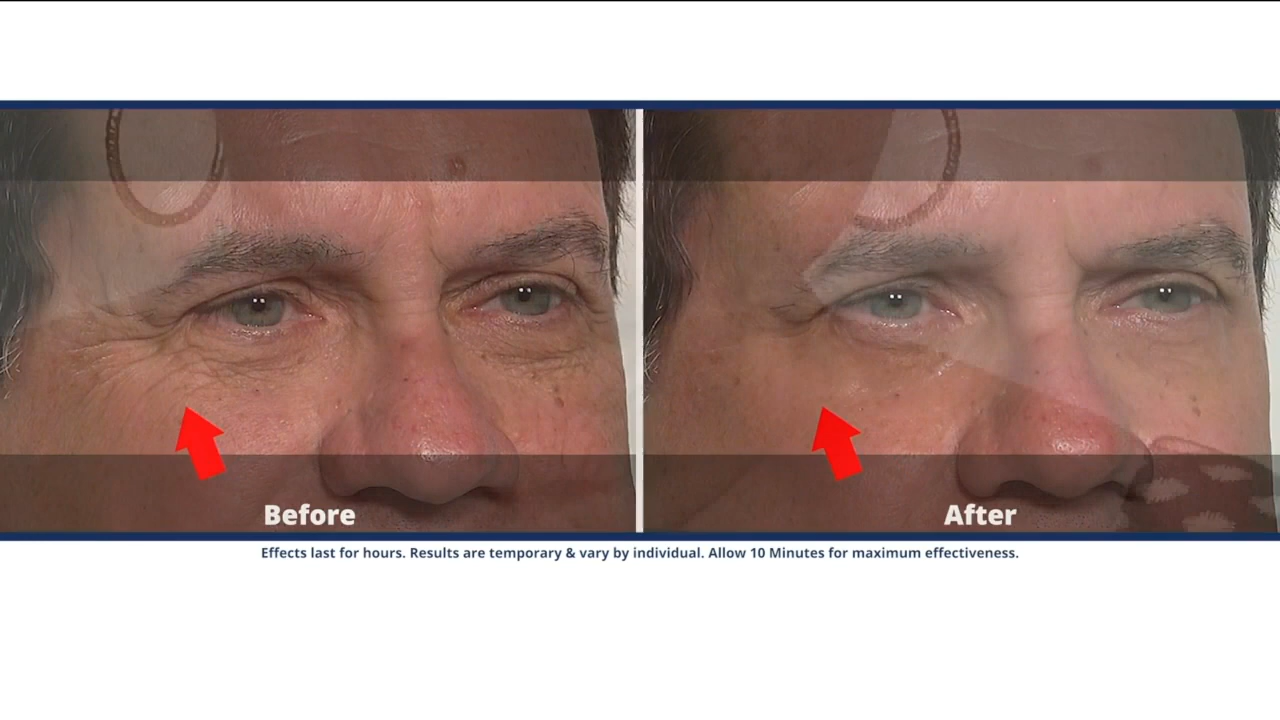 Before
After
Effects last for hours. Results are temporary & vary by individual. Allow 10 Minutes for maximum effectiveness.